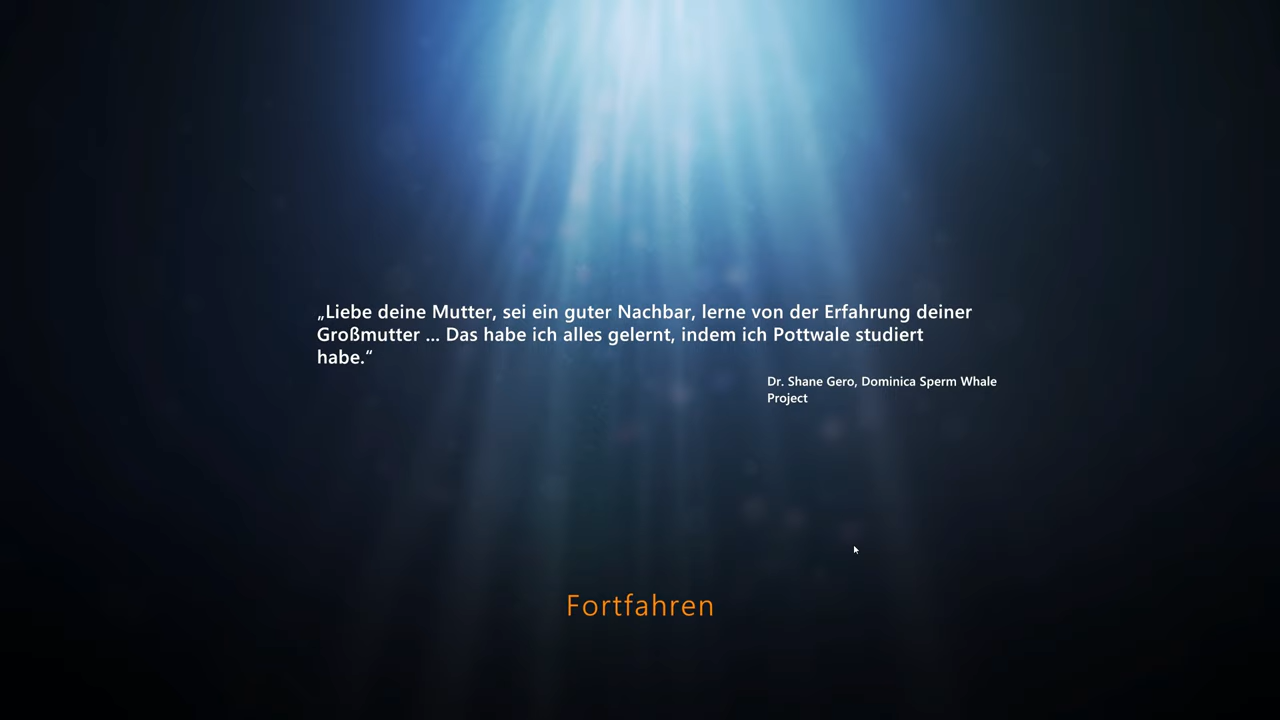 „Liebe deine Mutter, sei ein guter Nachbar, lerne von der Erfahrung deiner
Großmutter ... Das habe ich alles gelernt, indem ich Pottwale studiert
habe.“
Dr. Shane Gero, Dominica Sperm Whale
Project
Fortfahren